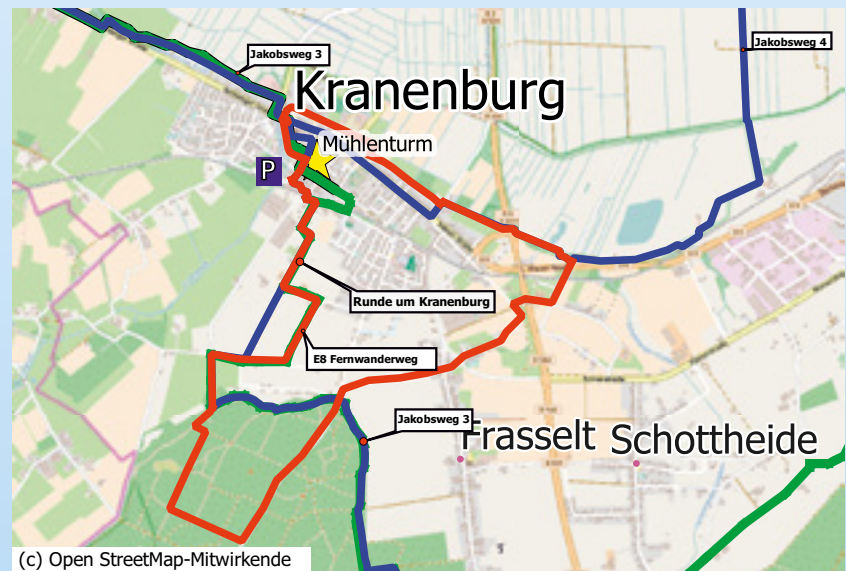 Jakobsweg 3
Jakobsweg 4
Kranenburg
Mühlenturm
P
Runde um Kranenburg
E8 Fernwanderweg
Jakobsweg 3
Frasselt
Schottheide
(c) Open StreetMap-Mitwirkende